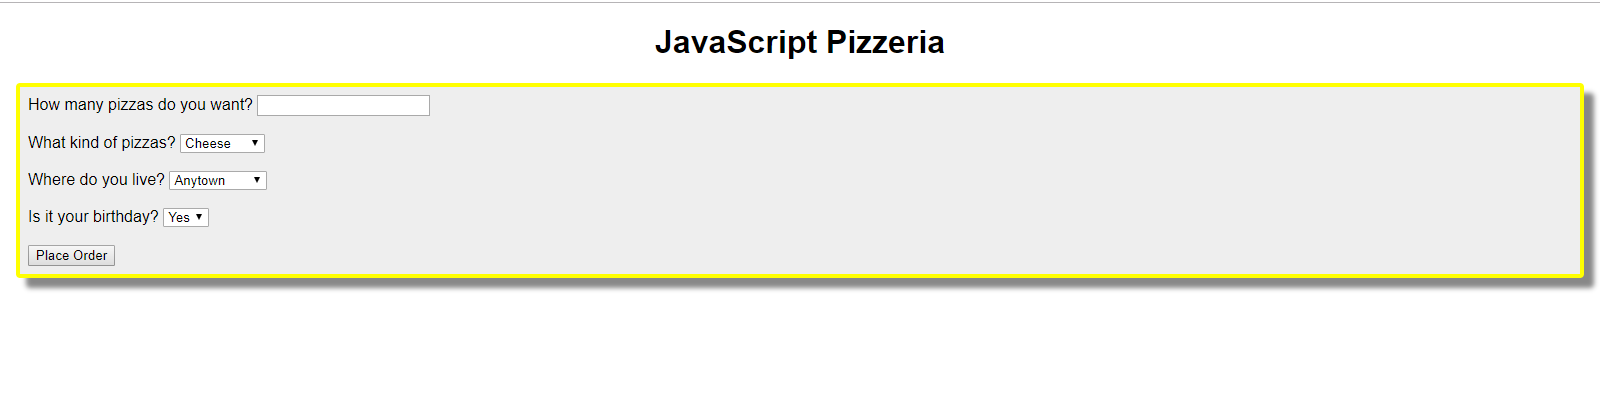 JavaScript Pizzeria
How many pizzas do you want?
What kind of pizzas? Cheese
Where do you live? Anytown
Is it your birthday? Yes
Place Order